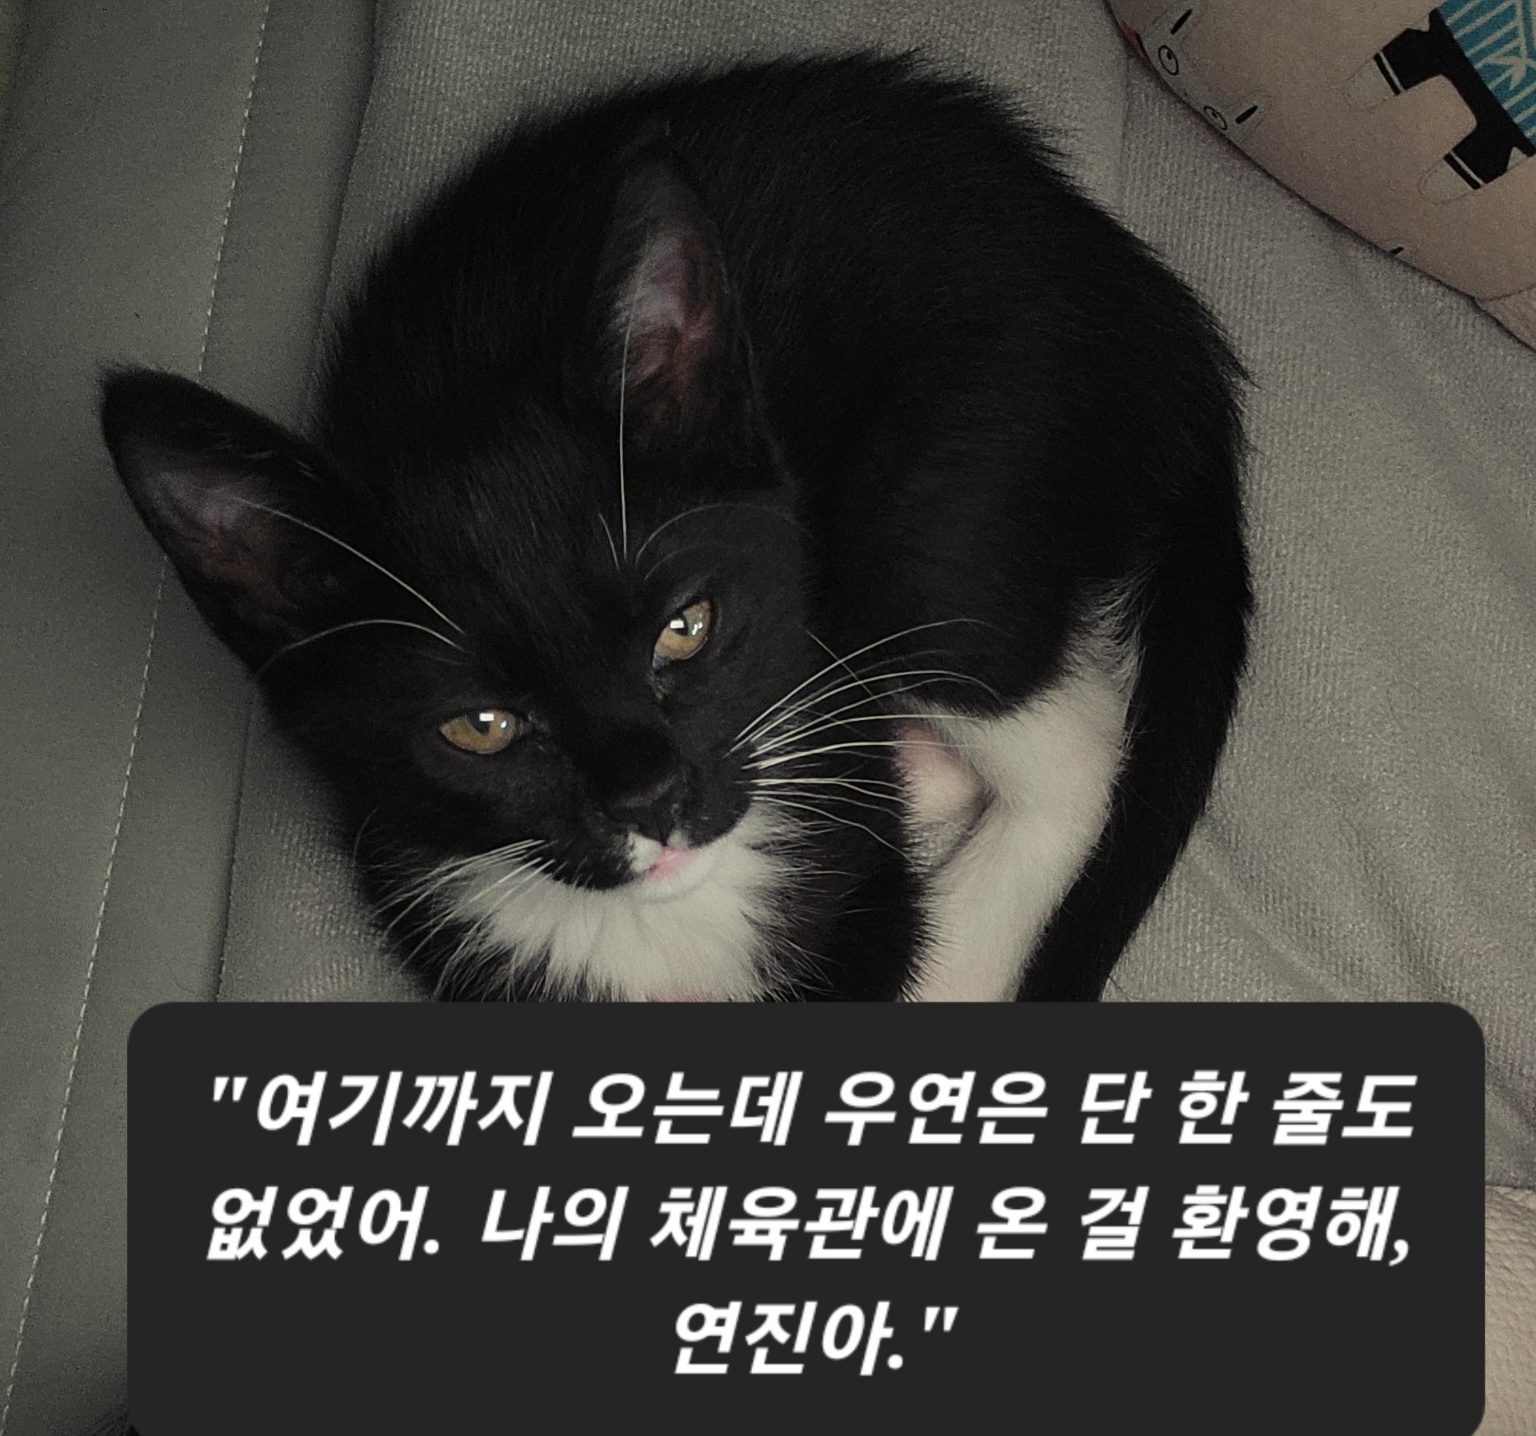 "여기까지 오는데 우연은 단 한 줄도
없었어. 나의 체육관에 온 걸 환영해,
연진아."